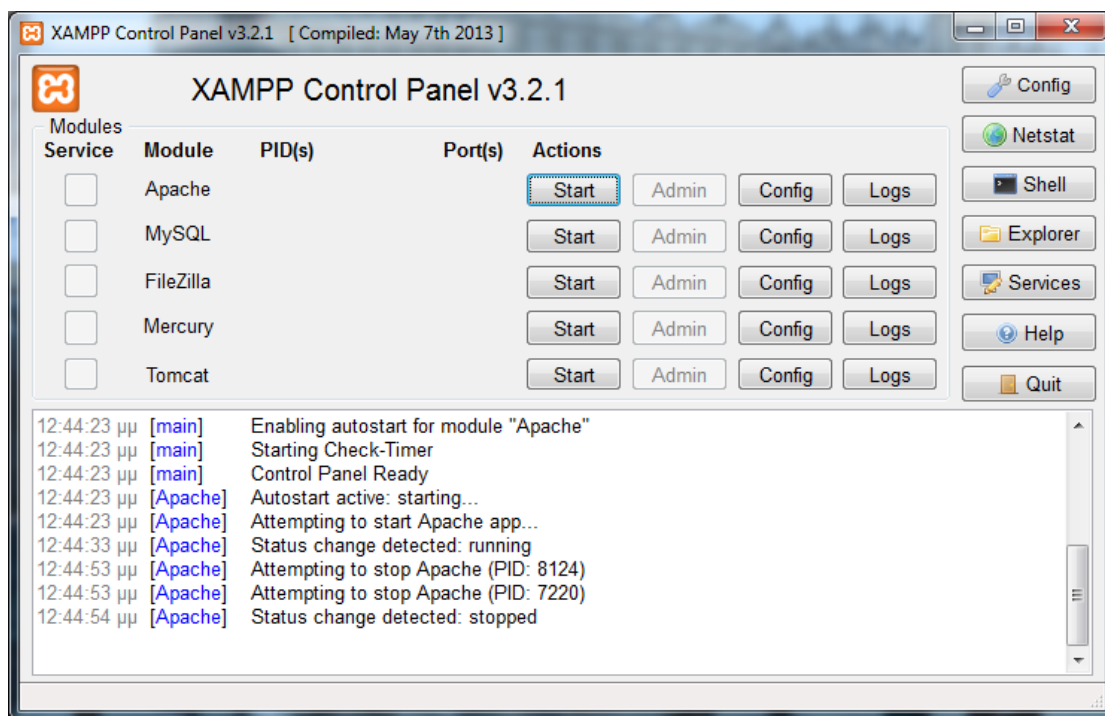 XAMPP Control Panel v3.2.1 [ Compiled: May 7th 2013 ]
XAMPP Control Panel v3.2.1
Config
Modules
Netstat
Service Module PID(s) Port(s) Actions
Apache Start Admin Config Logs
Shell
MySQL Start Admin Config Logs
Explorer
FileZilla Start Admin Config Logs
Services
Mercury Start Admin Config Logs
Help
Tomcat Start Admin Config Logs
Quit
12:44:23 μμ [main] Enabling autostart for module "Apache"
12:44:23 μμ [main] Starting Check-Timer
12:44:23 μμ [main] Control Panel Ready
12:44:23 μμ [Apache] Autostart active: starting...
12:44:23 μμ [Apache] Attempting to start Apache app...
12:44:33 μμ [Apache] Status change detected: running
12:44:53 μμ [Apache] Attempting to stop Apache (PID: 8124)
12:44:53 μμ [Apache] Attempting to stop Apache (PID: 7220)
12:44:54 μμ [Apache] Status change detected: stopped